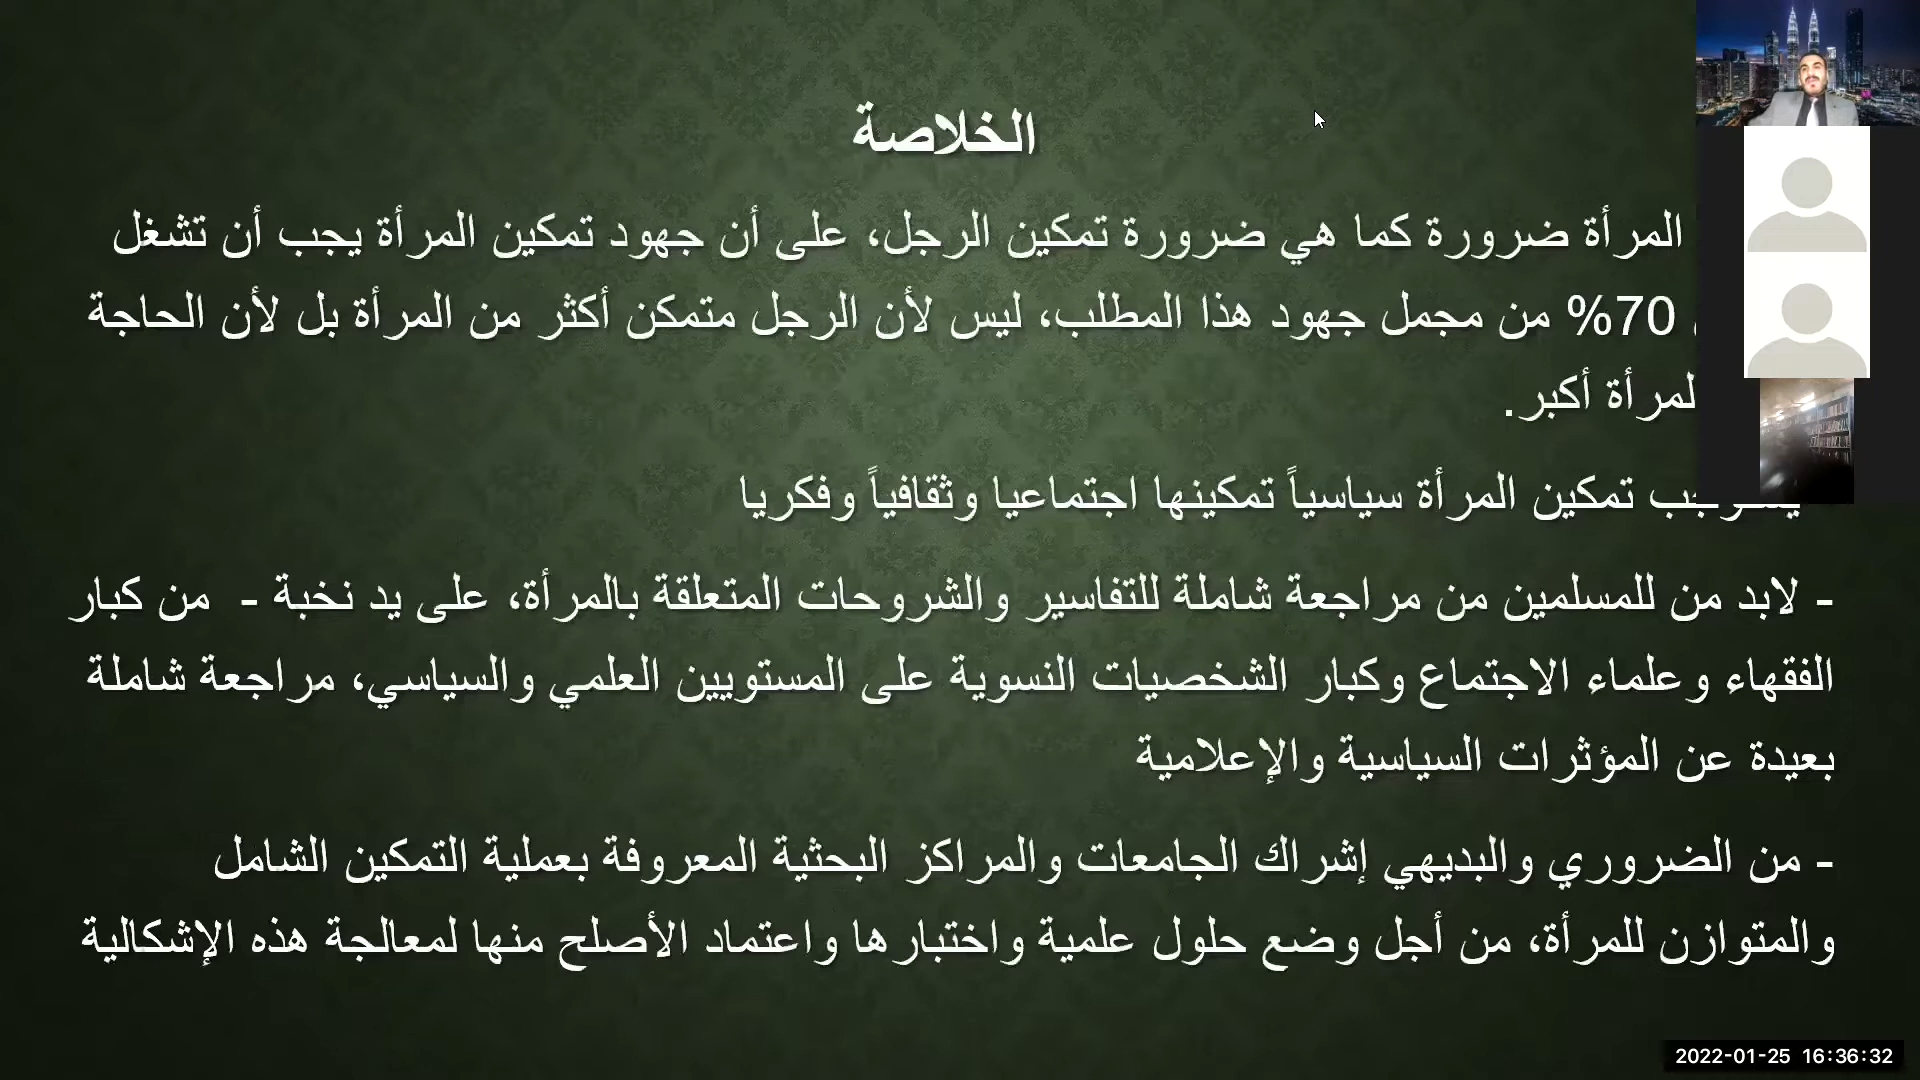 الخلاصة
المرأة ضرورة كما هي ضرورة تمكين الرجل، على أن جهود تمكين المرأة يجب أن تشغل
70% من مجمل جهود هذا المطلب، ليس لأن الرجل متمكن أكثر من المرأة بل لأن الحاجة
لمرأة أكبر.
تمكين المرأة سياسياً تمكينها اجتماعيا وثقافياً وفكريا
- لابد من للمسلمين من مراجعة شاملة للتفاسير والشروحات المتعلقة بالمرأة، على يد نخبة - من كبار
الفقهاء وعلماء الاجتماع وكبار الشخصيات النسوية على المستويين العلمي والسياسي، مراجعة شاملة
بعيدة عن المؤثرات السياسية والإعلامية
- من الضروري والبديهي إشراك الجامعات والمراكز البحثية المعروفة بعملية التمكين الشامل
والمتوازن للمرأة، من أجل وضع حلول علمية واختبارها واعتماد الأصلح منها لمعالجة هذه الإشكالية
2022-01-25 16:36:32